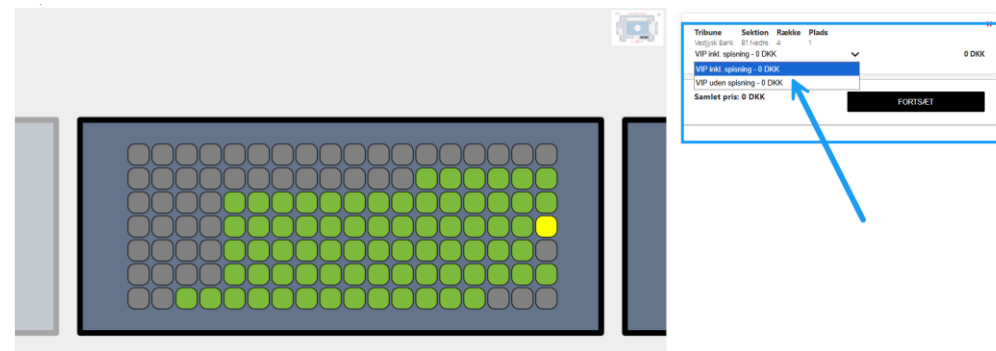 Tribune Sektion Række Plads
Vestjysk Bank B1 Nedre 4 1
VIP inkl. spisning - 0 DKK 0 DKK
VIP inkl. spisning - 0 DKK
VIP uden spisning - 0 DKK
Samlet pris: 0 DKK FORTSÆT